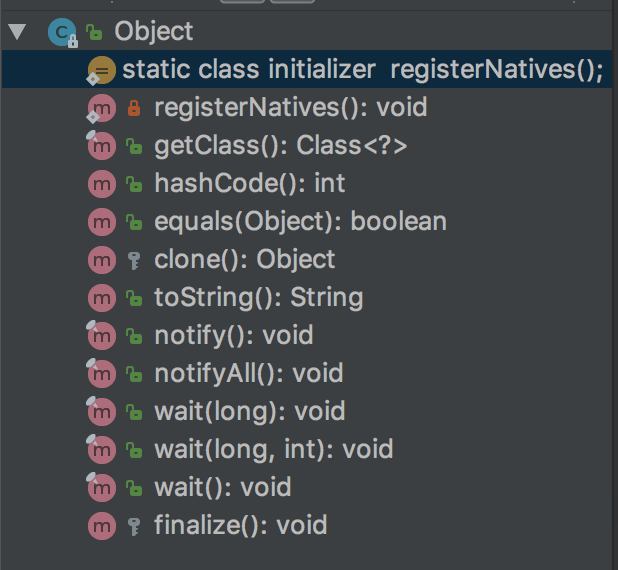 Object
static class initializer registerNatives();
registerNatives(): void
getClass(): Class<?>
hashCode(): int
equals(Object): boolean
clone(): Object
toString(): String
notify(): void
notifyAll(): void
wait(long): void
wait(long, int): void
wait(): void
finalize(): void